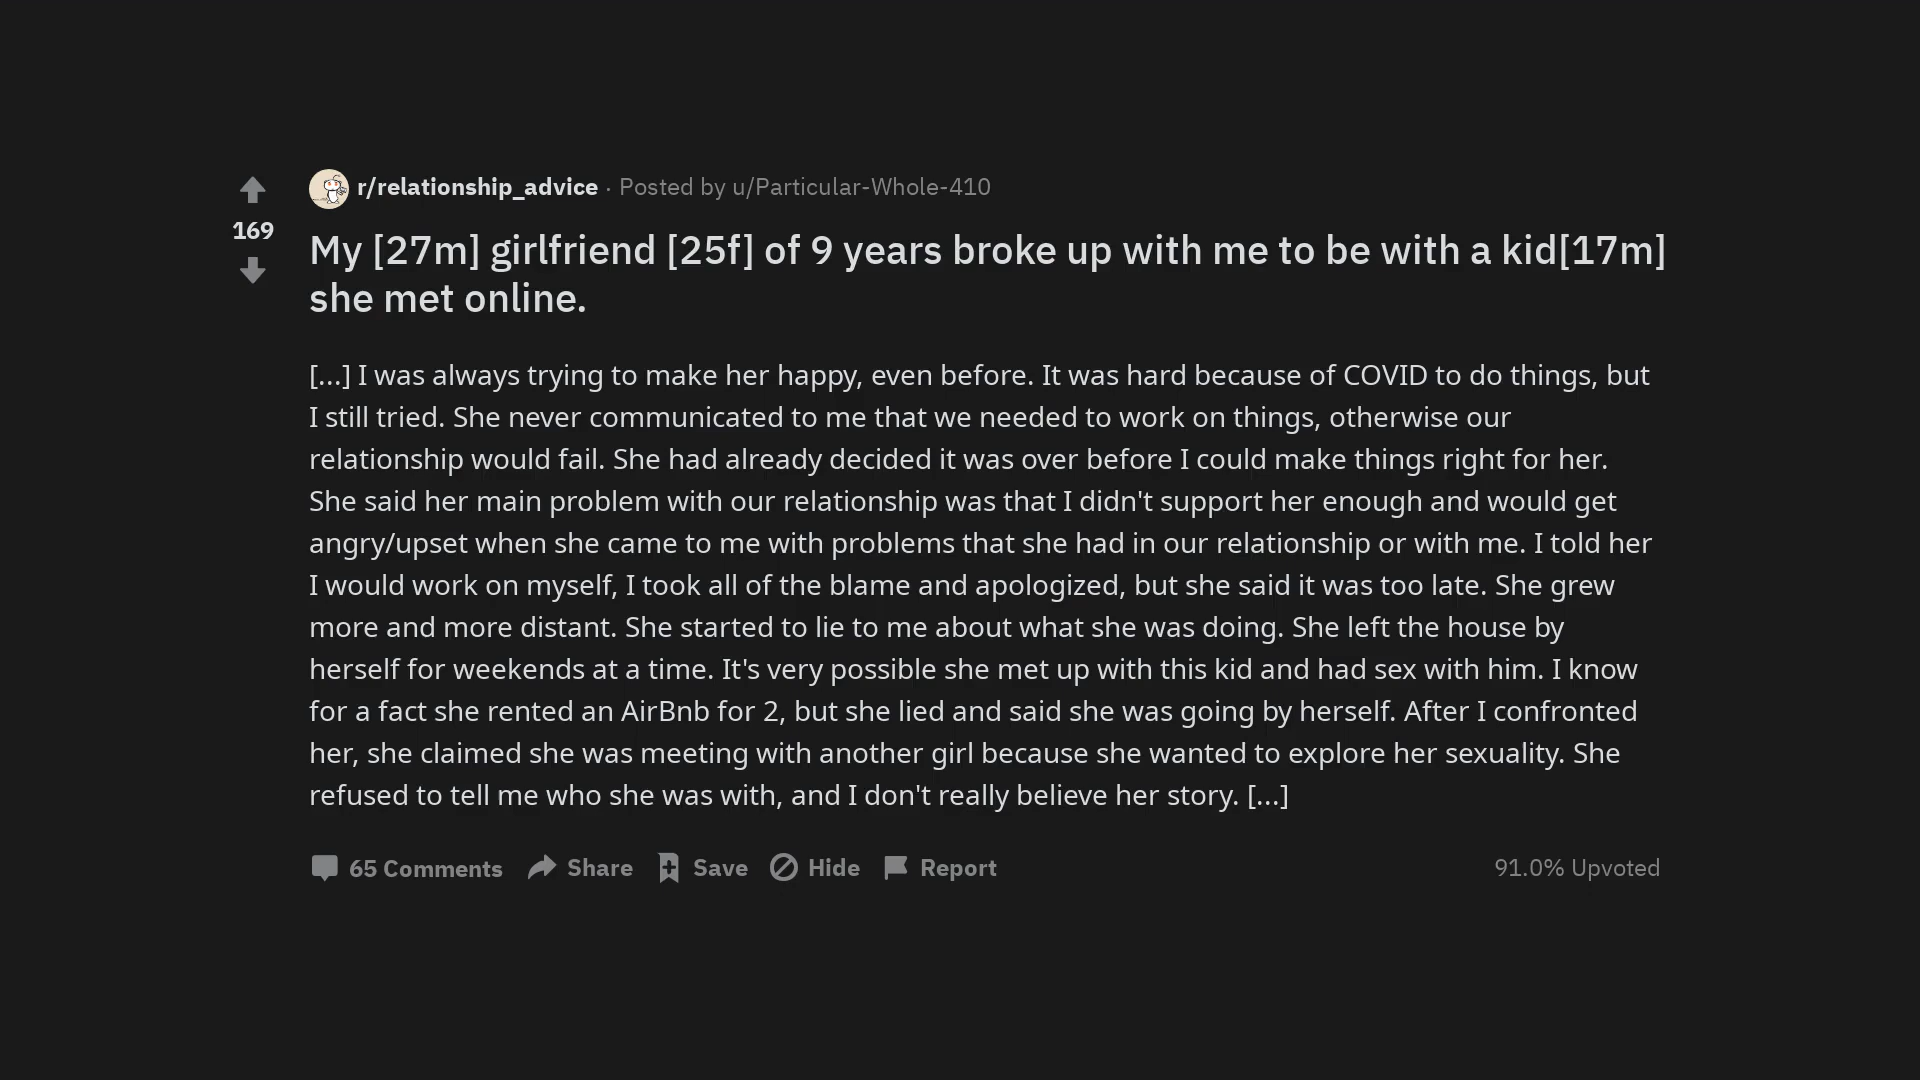 r/relationship_advice · Posted by u/Particular-Whole-410
169
My [27m] girlfriend [25f] of 9 years broke up with me to be with a kid[17m]
she met online.
[...] I was always trying to make her happy, even before. It was hard because of COVID to do things, but
I still tried. She never communicated to me that we needed to work on things, otherwise our
relationship would fail. She had already decided it was over before I could make things right for her.
She said her main problem with our relationship was that I didn't support her enough and would get
angry/upset when she came to me with problems that she had in our relationship or with me. I told her
I would work on myself, I took all of the blame and apologized, but she said it was too late. She grew
more and more distant. She started to lie to me about what she was doing. She left the house by
herself for weekends at a time. It's very possible she met up with this kid and had sex with him. I know
for a fact she rented an AirBnb for 2, but she lied and said she was going by herself. After I confronted
her, she claimed she was meeting with another girl because she wanted to explore her sexuality. She
refused to tell me who she was with, and I don't really believe her story. [...]
65 Comments Share Save Hide Report 91.0% Upvoted